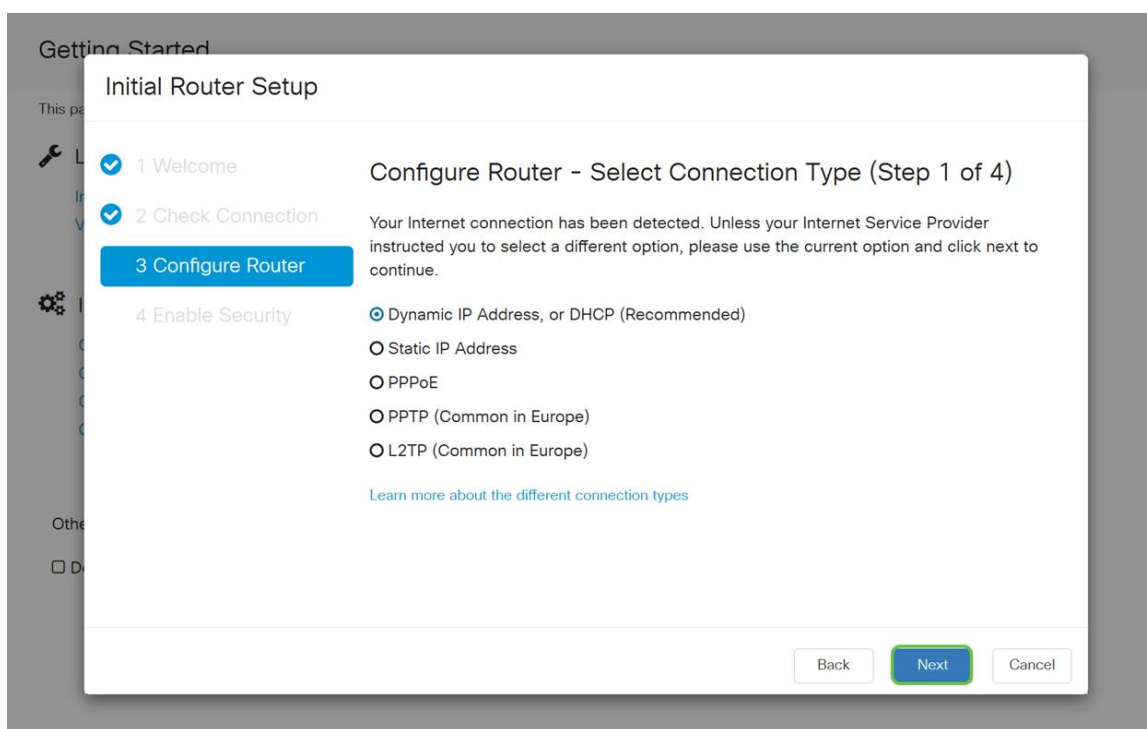 Getting Started
Initial Router Setup
This pa
1 Welcome
2 Check Connection
3 Configure Router
4 Enable Security
Configure Router - Select Connection Type (Step 1 of 4)
Your Internet connection has been detected. Unless your Internet Service Provider
instructed you to select a different option, please use the current option and click next to
continue.
Dynamic IP Address, or DHCP (Recommended)
Static IP Address
PPPoE
PPTP (Common in Europe)
L2TP (Common in Europe)
Learn more about the different connection types
Othe
Back
Next
Cancel